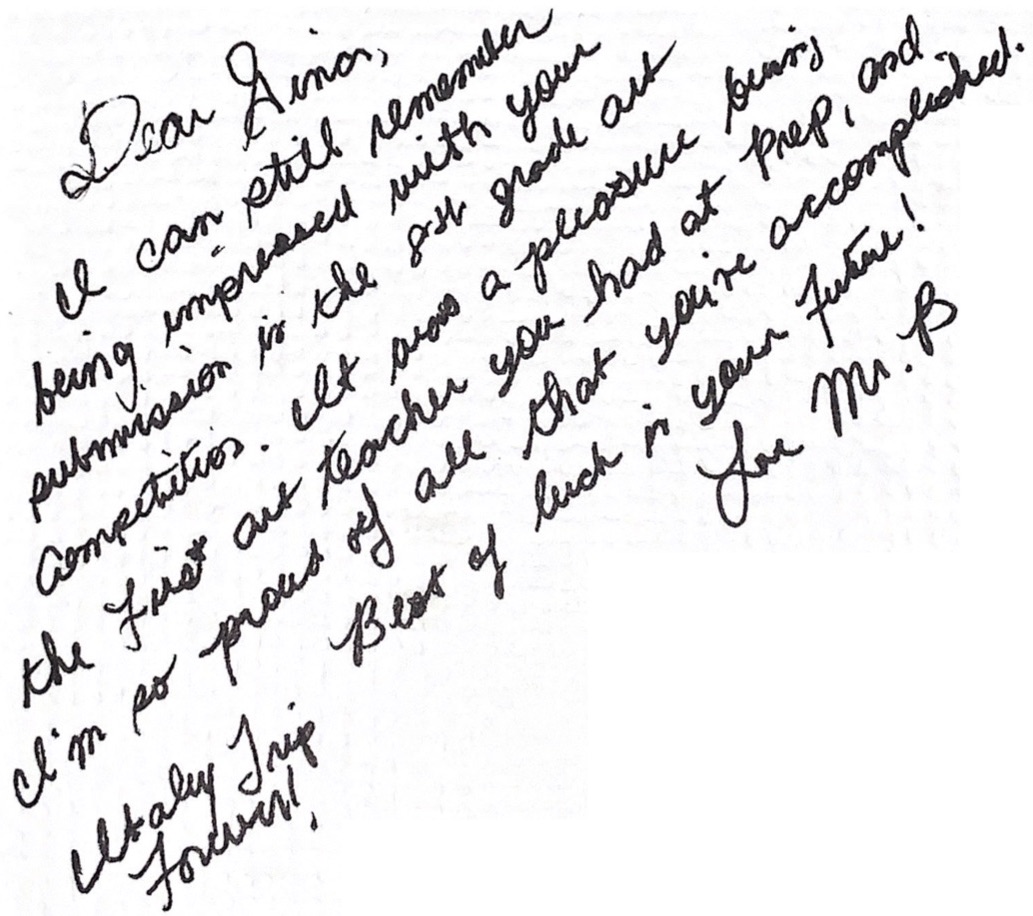 Dear Gina,
I can still remember
being impressed with your
submission in the 8th grade art
competition. It was a pleasure being
the first art teacher you had at Prep, and
I'm so proud of all that you've accomplished.
Best of luck in your future!
Love Mr. B
Italy Trip
Forever!